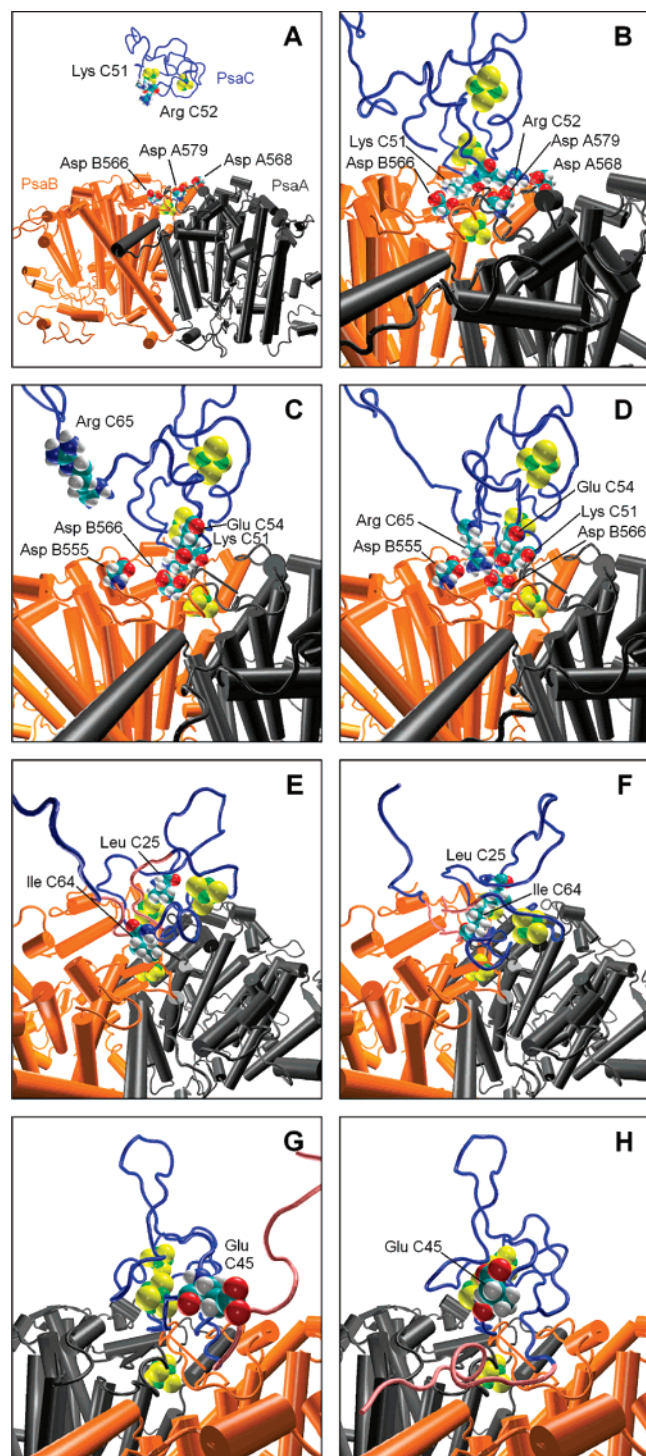 A
Lys C51
PsaC
Arg C52
Asp A579
Asp B566
Asp A568
PsaB
PsaA
B
Arg C52
Lys C51
Asp A579
Asp B566
Asp A568
C
Arg C65
Asp B566
Glu C54
Lys C51
Asp B555
D
Glu C54
Arg C65
Lys C51
Asp B555
Asp B566
E
Leu C25
Ile C64
F
Leu C25
Ile C64
G
Glu
C45
H
Glu C45